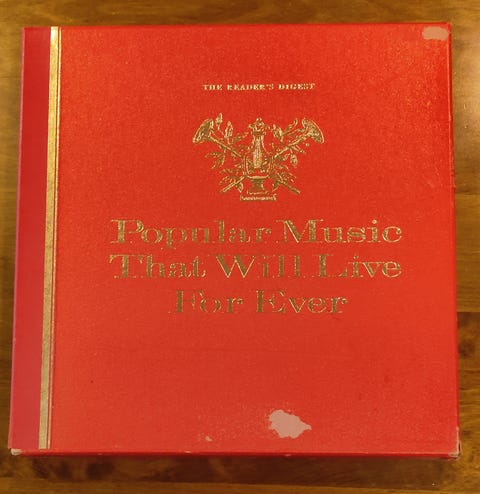 THE READER'S DIGEST
Popular Music
That Will Live
For Ever